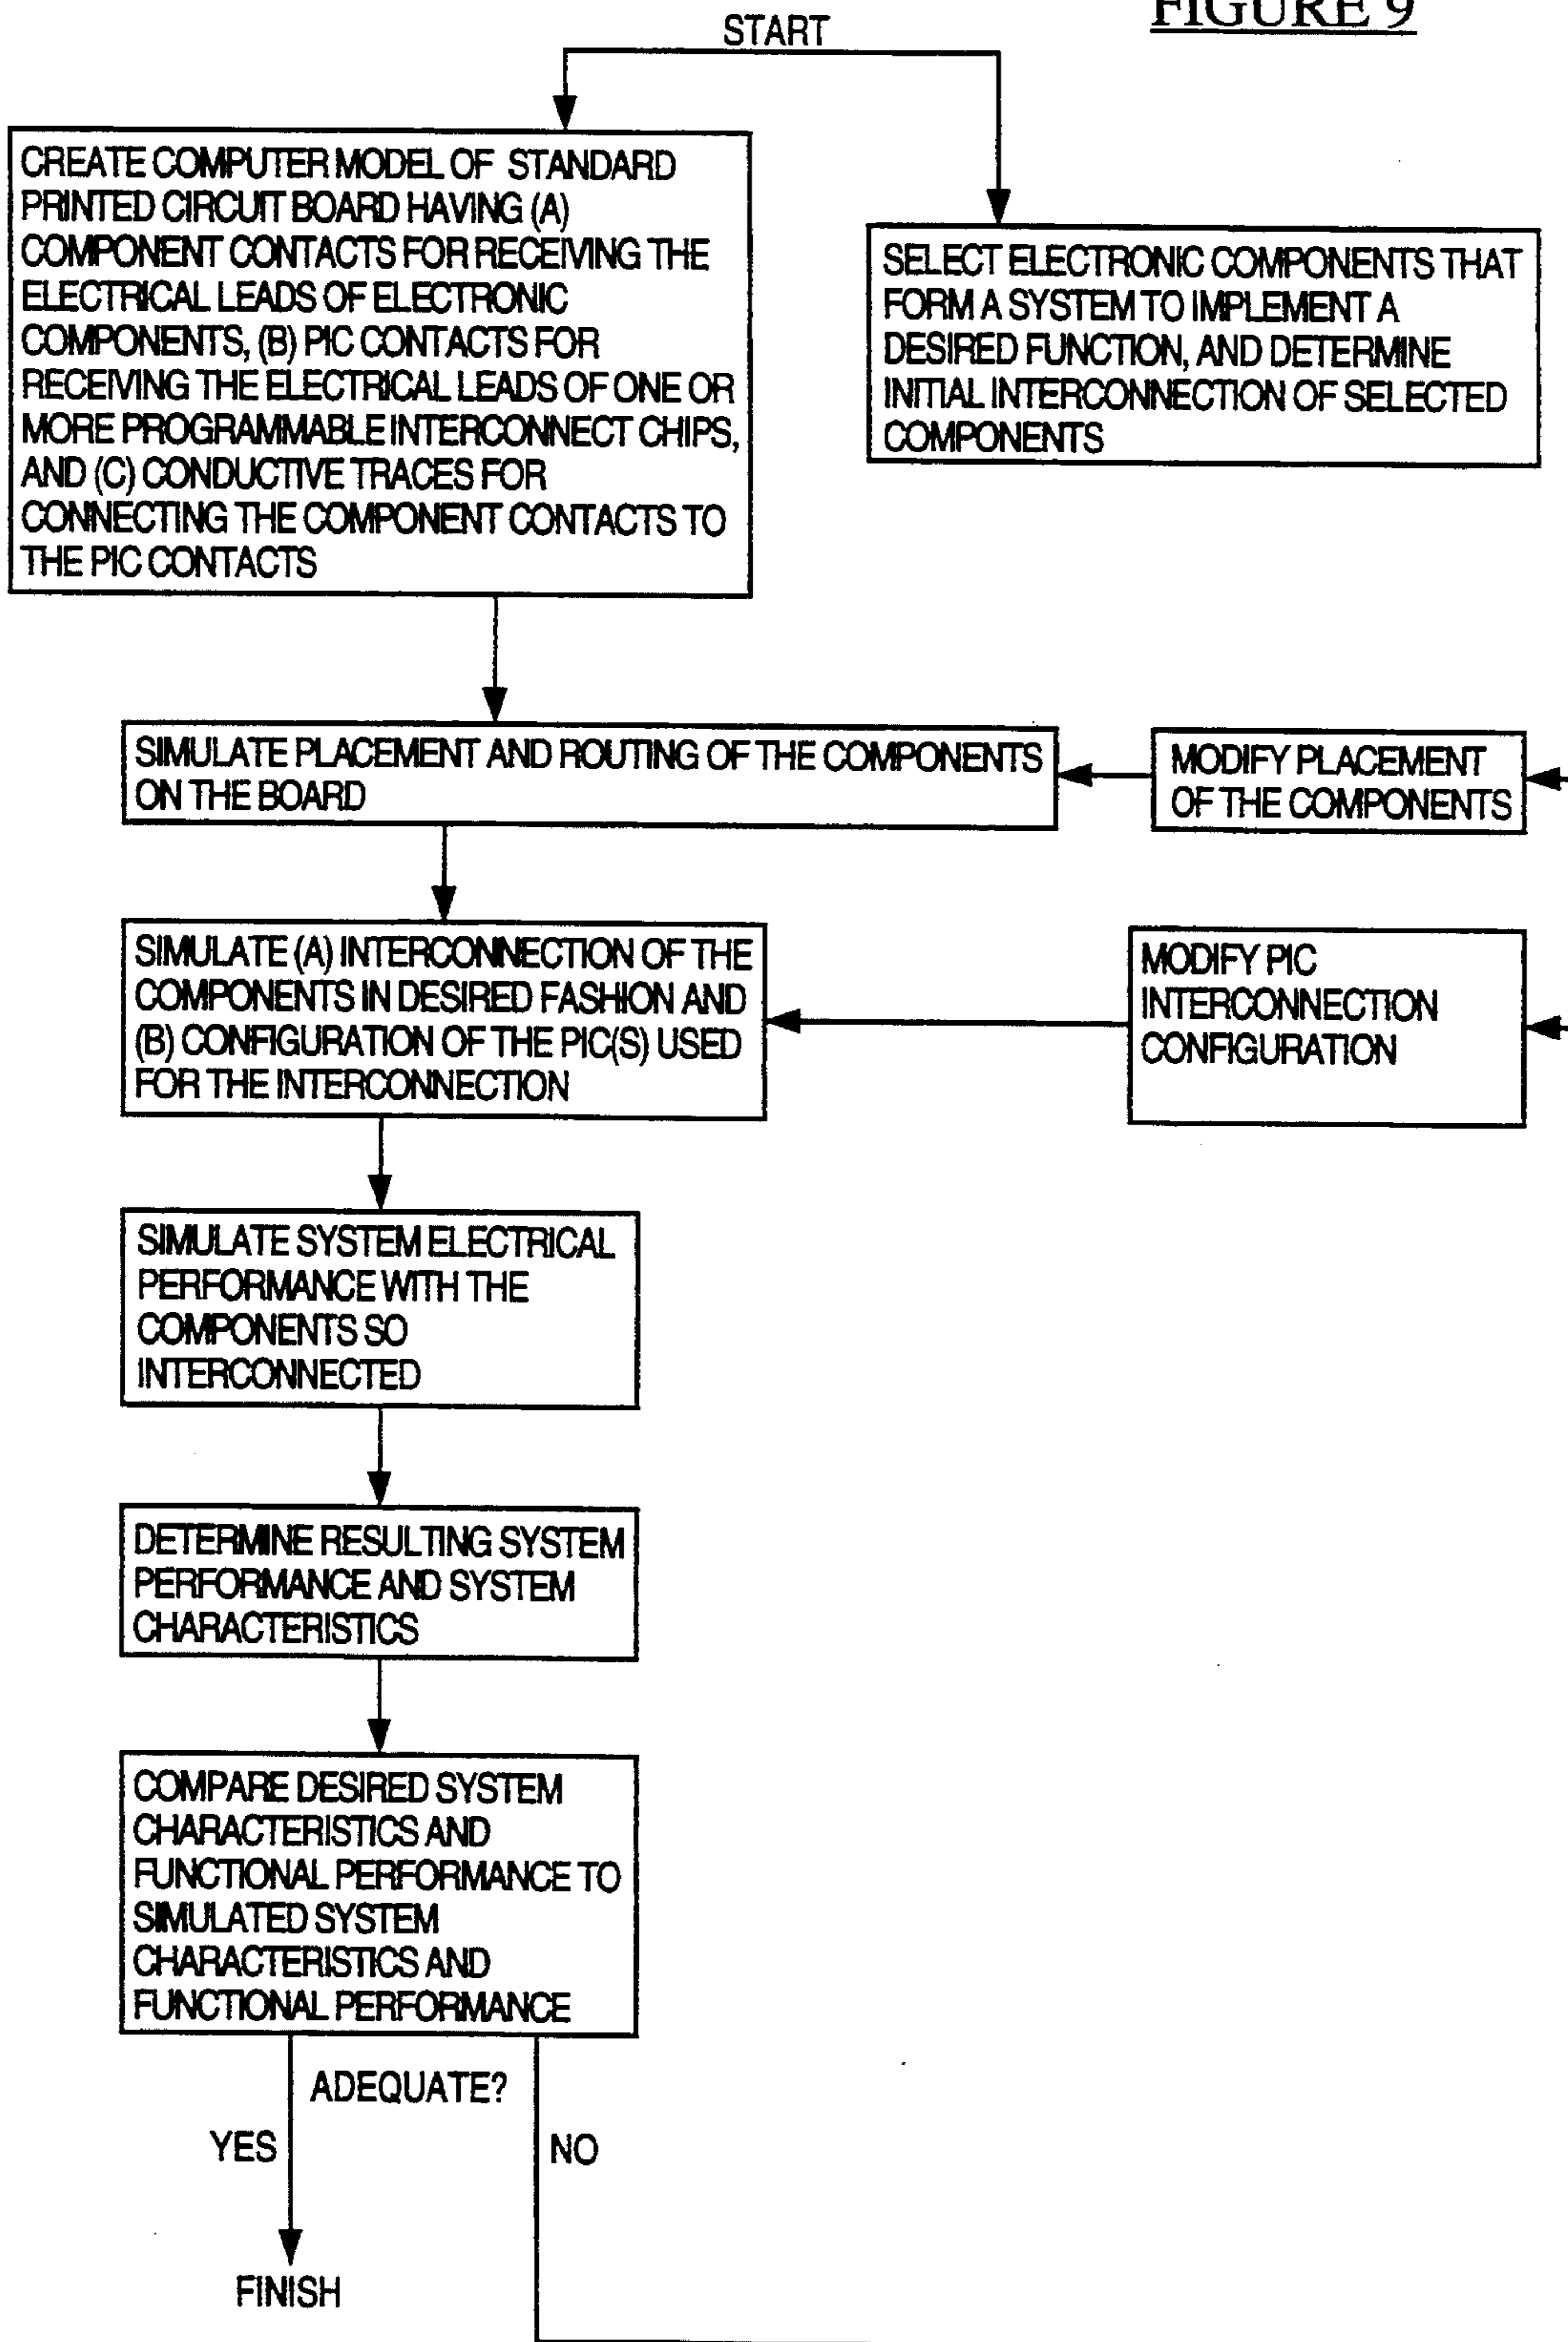 FIGURE 9
START
CREATE COMPUTER MODEL OF STANDARD
PRINTED CIRCUIT BOARD HAVING (A)
COMPONENT CONTACTS FOR RECEIVING THE
ELECTRICAL LEADS OF ELECTRONIC
COMPONENTS, (B) PIC CONTACTS FOR
RECEIVING THE ELECTRICAL LEADS OF ONE OR
MORE PROGRAMMABLE INTERCONNECT CHIPS,
AND (C) CONDUCTIVE TRACES FOR
CONNECTING THE COMPONENT CONTACTS TO
THE PIC CONTACTS
SELECT ELECTRONIC COMPONENTS THAT
FORM A SYSTEM TO IMPLEMENT A
DESIRED FUNCTION, AND DETERMINE
INITIAL INTERCONNECTION OF SELECTED
COMPONENTS
SIMULATE PLACEMENT AND ROUTING OF THE COMPONENTS
ON THE BOARD
MODIFY PLACEMENT
OF THE COMPONENTS
SIMULATE (A) INTERCONNECTION OF THE
COMPONENTS IN DESIRED FASHION AND
(B) CONFIGURATION OF THE PIC(S) USED
FOR THE INTERCONNECTION
MODIFY PIC
INTERCONNECTION
CONFIGURATION
SIMULATE SYSTEM ELECTRICAL
PERFORMANCE WITH THE
COMPONENTS SO
INTERCONNECTED
DETERMINE RESULTING SYSTEM
PERFORMANCE AND SYSTEM
CHARACTERISTICS
COMPARE DESIRED SYSTEM
CHARACTERISTICS AND
FUNCTIONAL PERFORMANCE TO
SIMULATED SYSTEM
CHARACTERISTICS AND
FUNCTIONAL PERFORMANCE
ADEQUATE?
YES
NO
FINISH